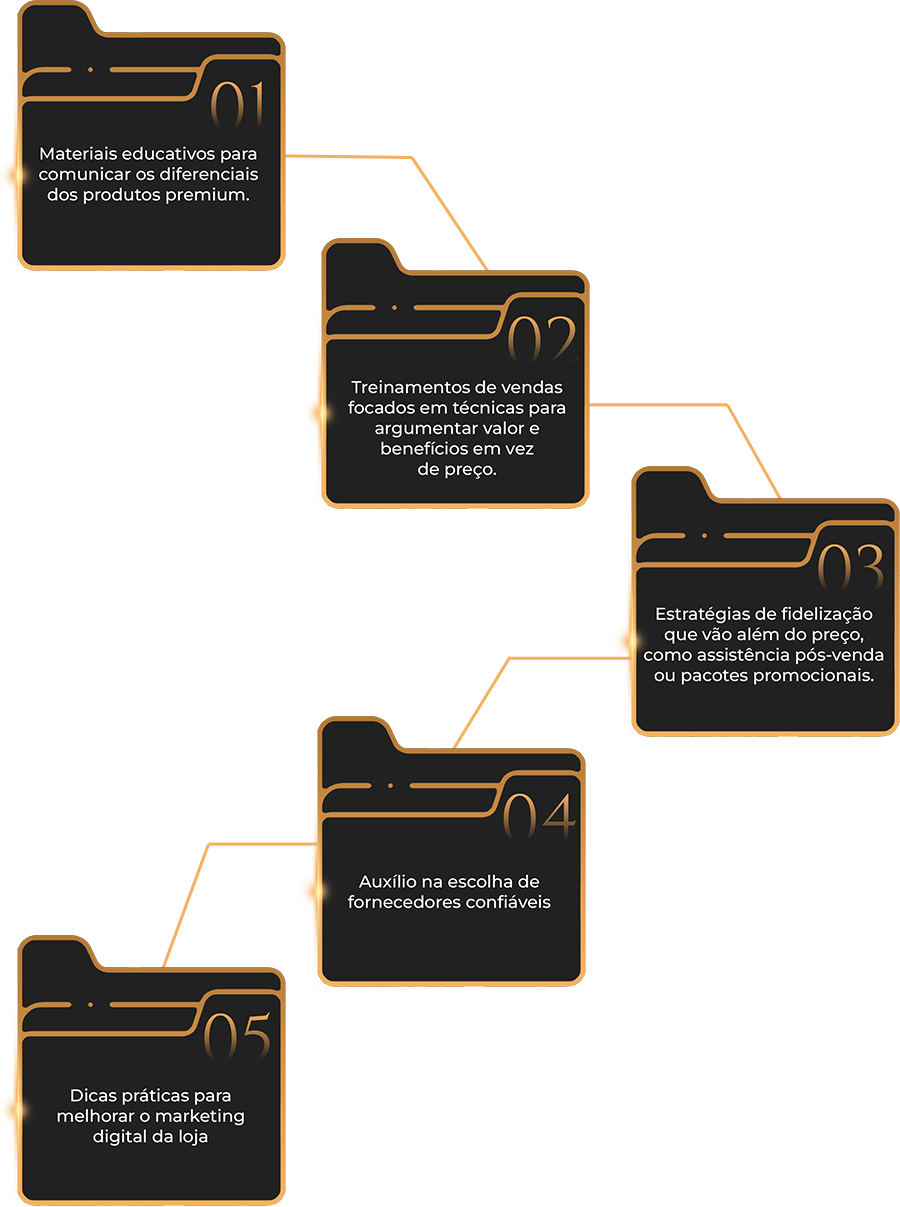 01
Materiais educativos para
comunicar os diferenciais
dos produtos premium.
02
Treinamentos de vendas
focados em técnicas para
argumentar valor e
benefícios em vez
de preço.
03
Estratégias de fidelização
que vão além do preço,
como assistência pós-venda
ou pacotes promocionais.
04
Auxílio na escolha de
fornecedores confiáveis
05
Dicas práticas para
melhorar o marketing
digital da loja